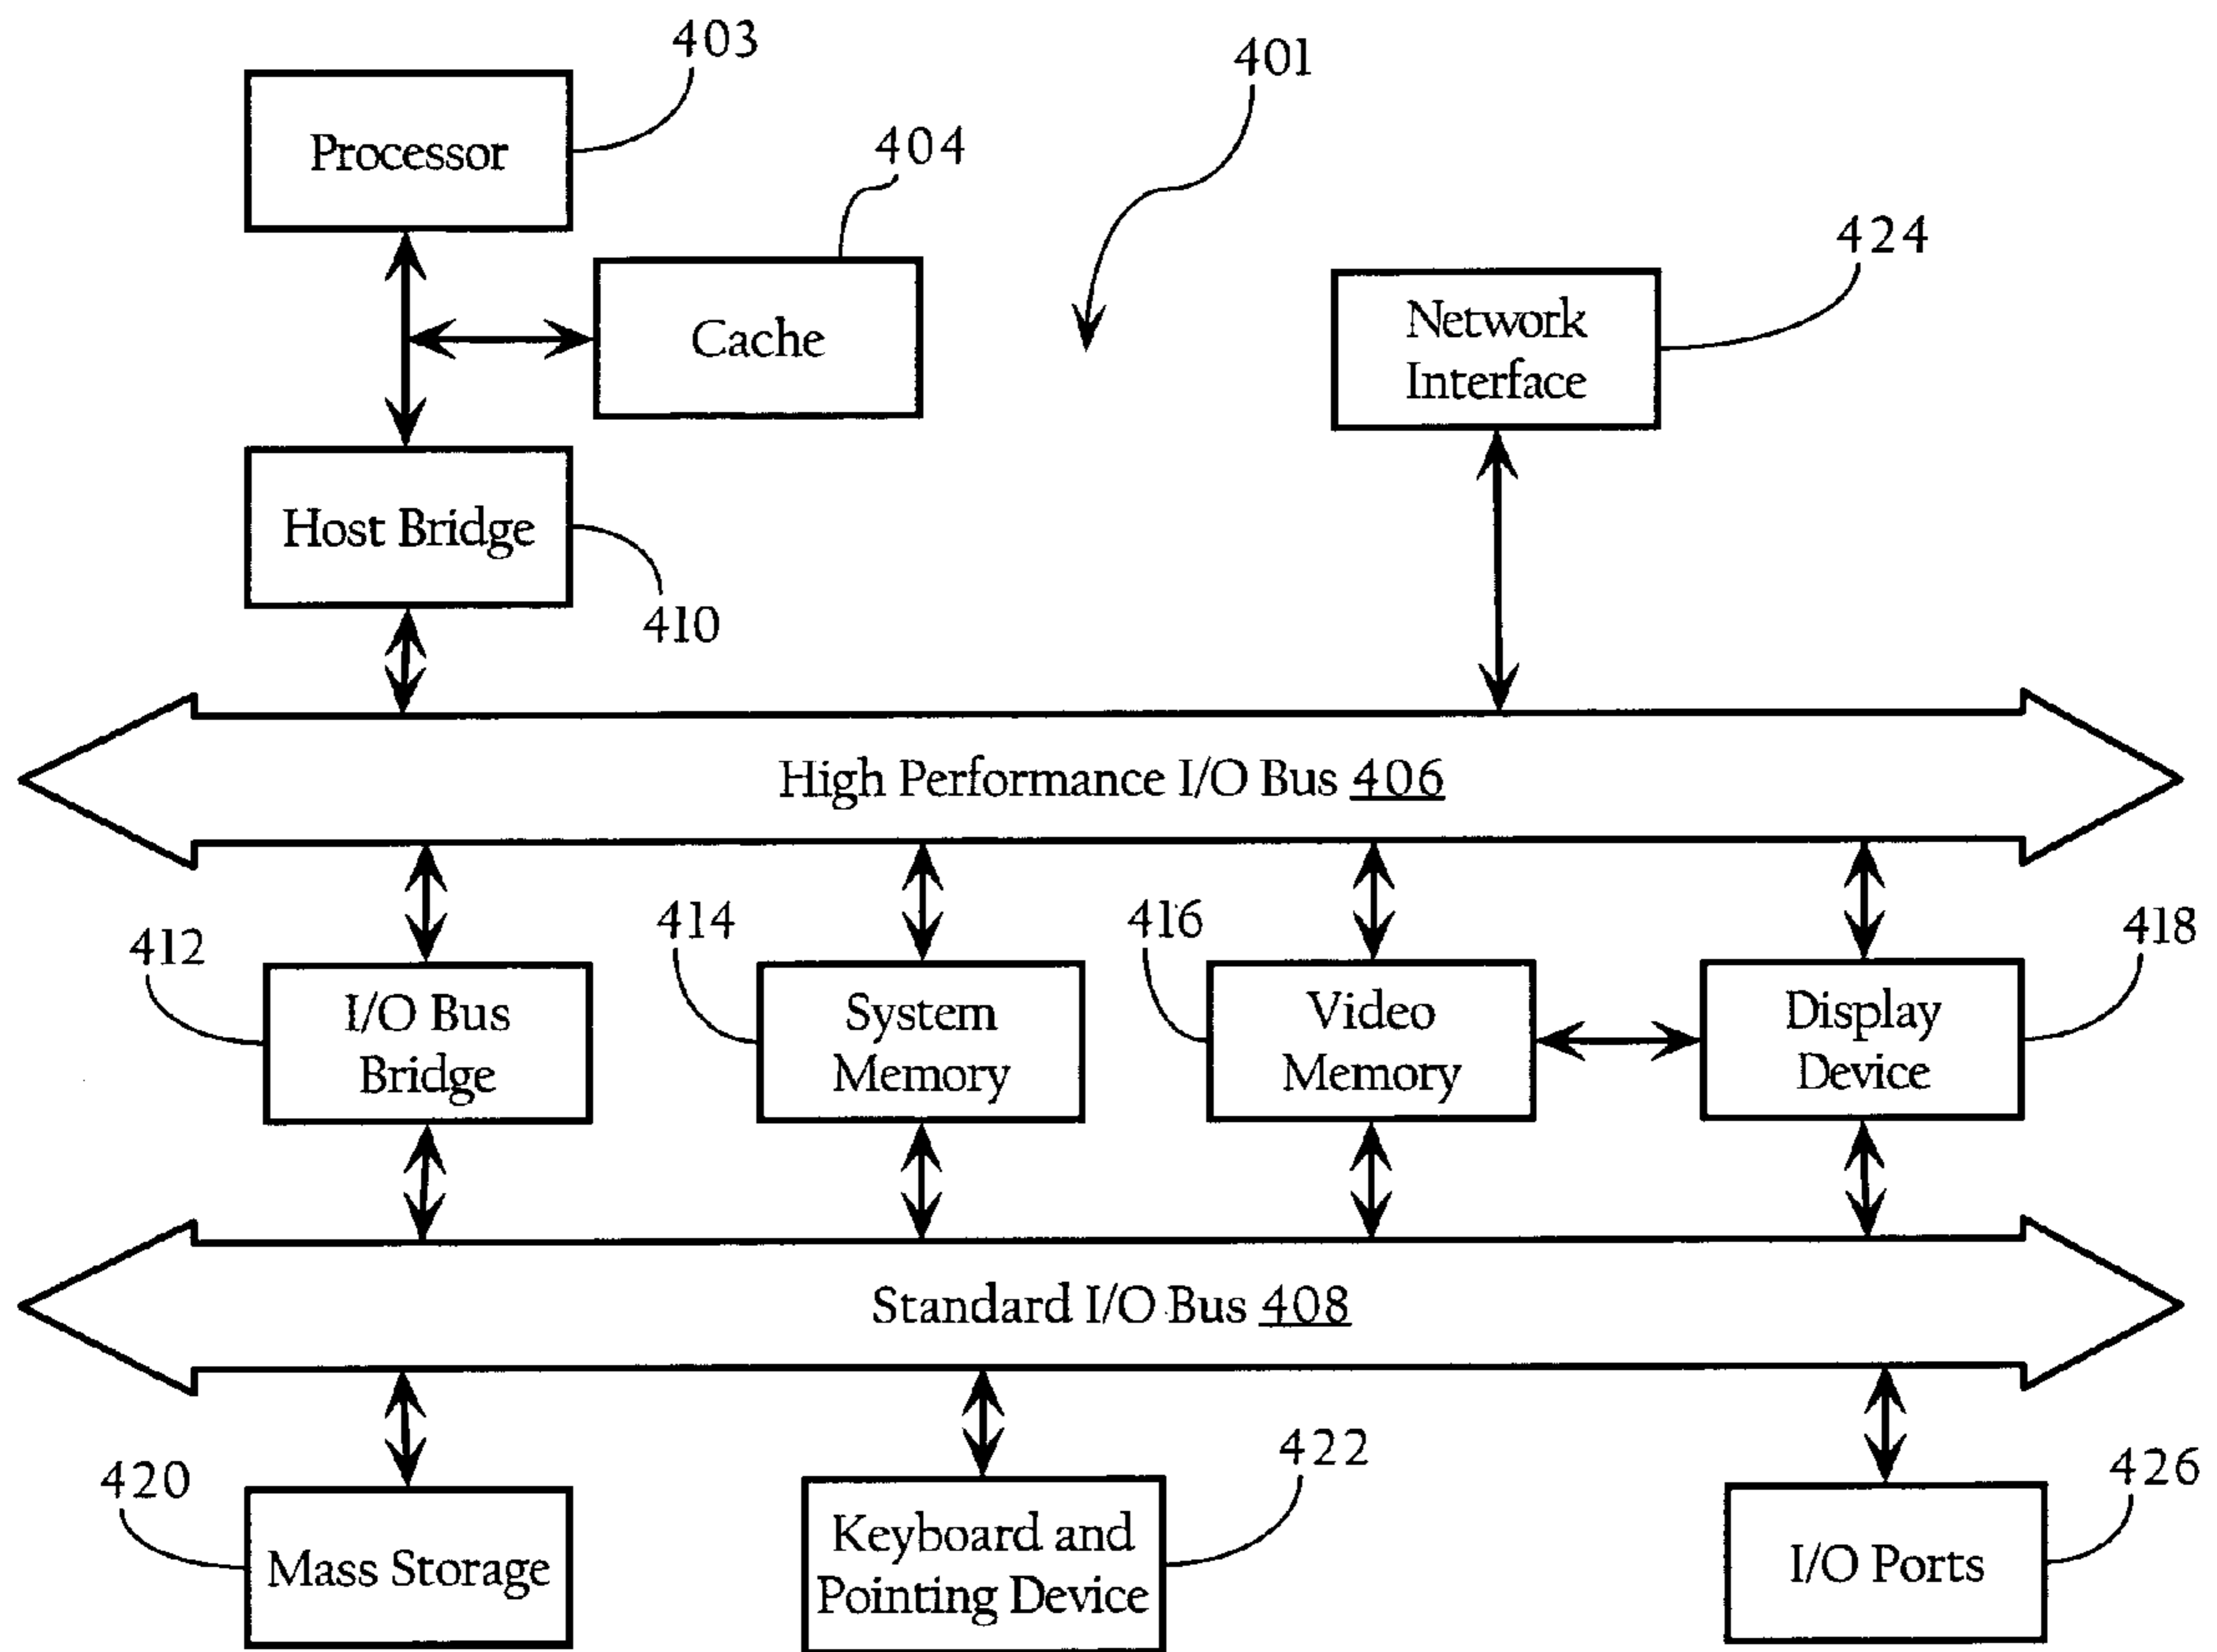 403
401
Processor
404
424
Cache
Network
Interface
Host Bridge
410
High Performance I/O Bus 406
412
414
416
418
I/O Bus
Bridge
System
Memory
Video
Memory
Display
Device
Standard I/O Bus 408
420
422
426
Mass Storage
Keyboard and
Pointing Device
I/O Ports